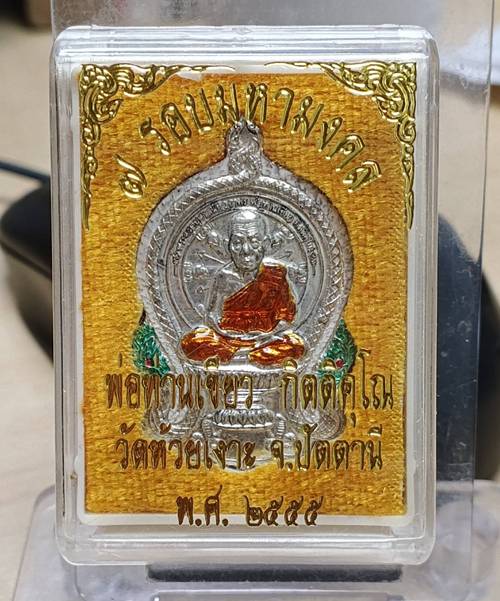 ๗ รอบมหามงคล
พ่อท่านเขียว กิตติคุโณ
วัดห้วยเงาะ จ.ปัตตานี
พ.ศ. ๒๕๕๕